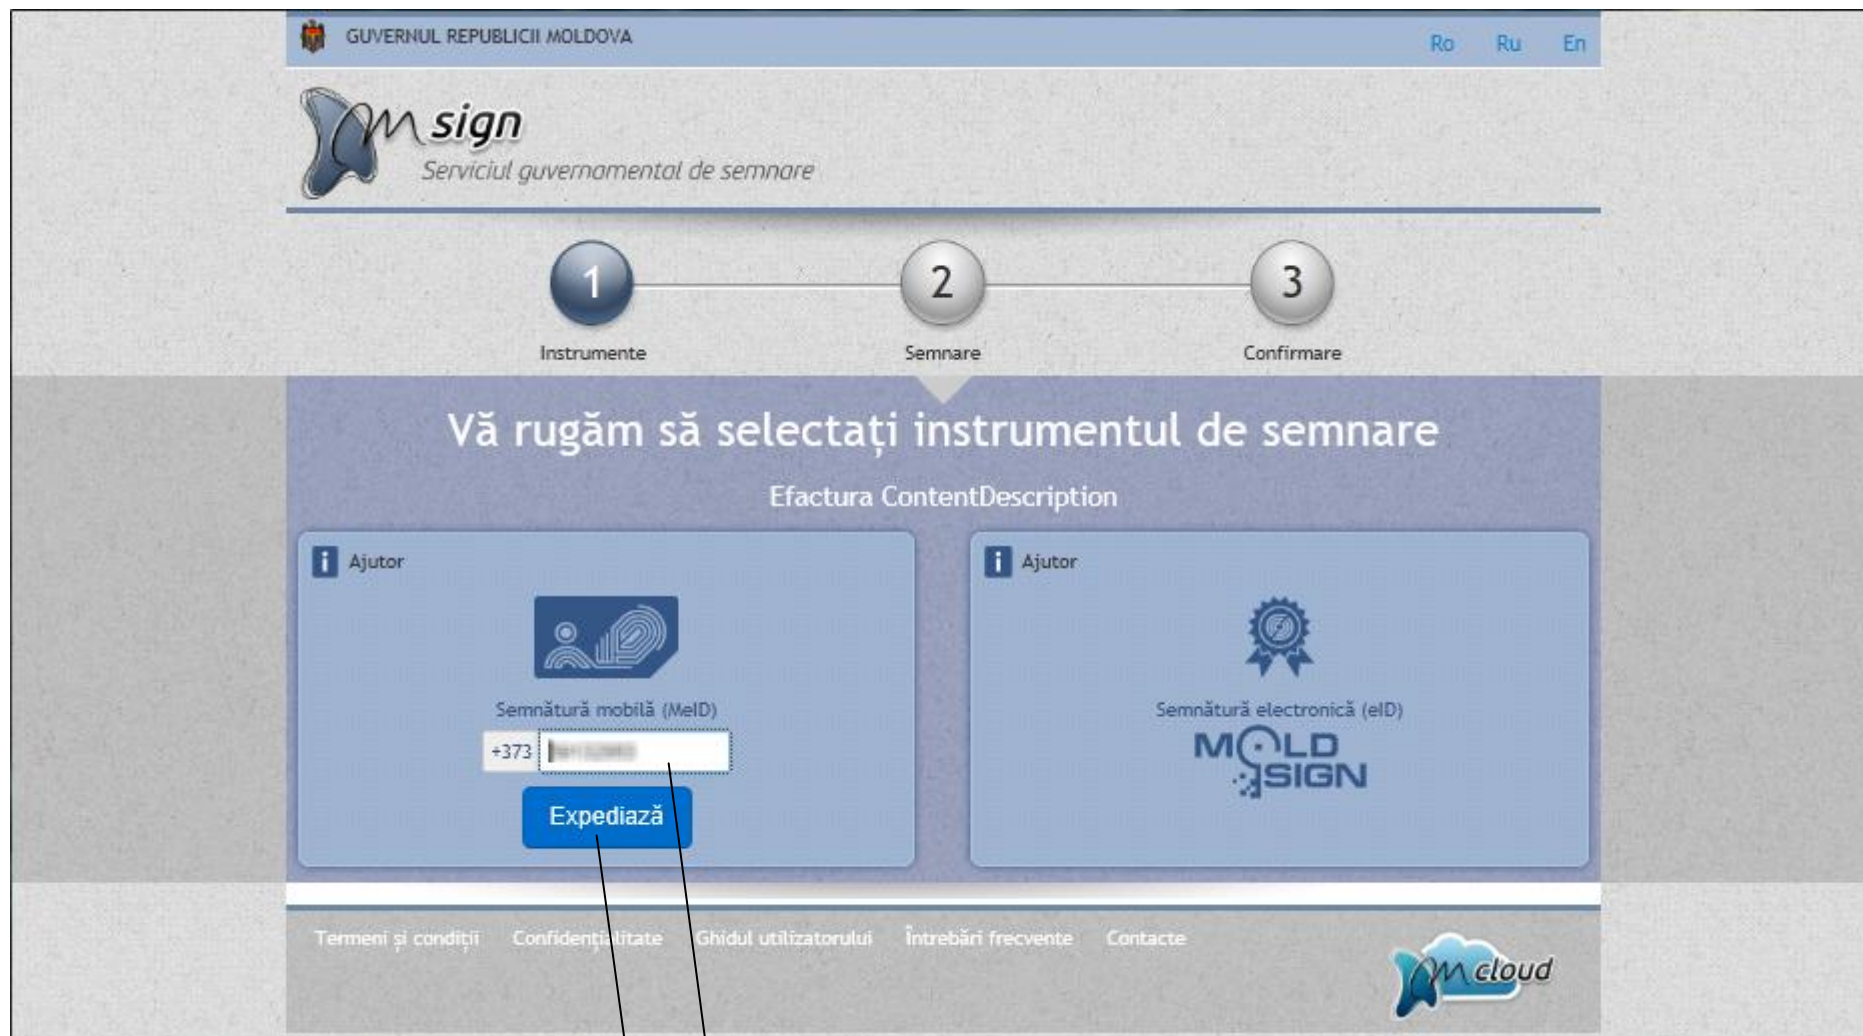 GUVERNUL REPUBLICII MOLDOVA
Ro Ru En
M sign
Serviciul guvernamental de semnare
1 2 3
Instrumente Semnare Confirmare
Vă rugăm să selectați instrumentul de semnare
Efactura ContentDescription
i Ajutor
Semnătură mobilă (MeID)
+373
Expediază
i Ajutor
Semnătură electronică (eID)
MOLD
SIGN
Termeni și condiții Confidențialitate Ghidul utilizatorului Întrebări frecvente Contacte
M cloud